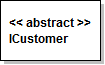 << abstract >>
ICustomer